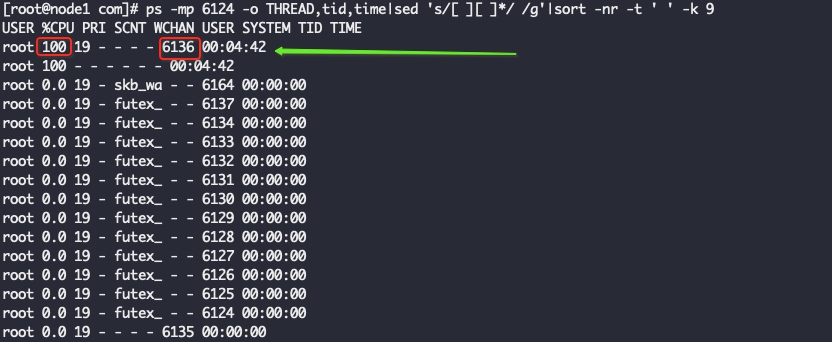 [root@node1 com]# ps -mp 6124 -o THREAD,tid,time|sed 's/[ ][ ]*/ /g'|sort -nr -t ' ' -k 9
USER %CPU PRI SCNT WCHAN USER SYSTEM TID TIME
root 100 19 - - - - 6136 00:04:42
root 100 - - - - - - 00:04:42
root 0.0 19 - skb_wa - - 6164 00:00:00
root 0.0 19 - futex_ - - 6137 00:00:00
root 0.0 19 - futex_ - - 6134 00:00:00
root 0.0 19 - futex_ - - 6133 00:00:00
root 0.0 19 - futex_ - - 6132 00:00:00
root 0.0 19 - futex_ - - 6131 00:00:00
root 0.0 19 - futex_ - - 6130 00:00:00
root 0.0 19 - futex_ - - 6129 00:00:00
root 0.0 19 - futex_ - - 6128 00:00:00
root 0.0 19 - futex_ - - 6127 00:00:00
root 0.0 19 - futex_ - - 6126 00:00:00
root 0.0 19 - futex_ - - 6125 00:00:00
root 0.0 19 - futex_ - - 6124 00:00:00
root 0.0 19 - - - - 6135 00:00:00